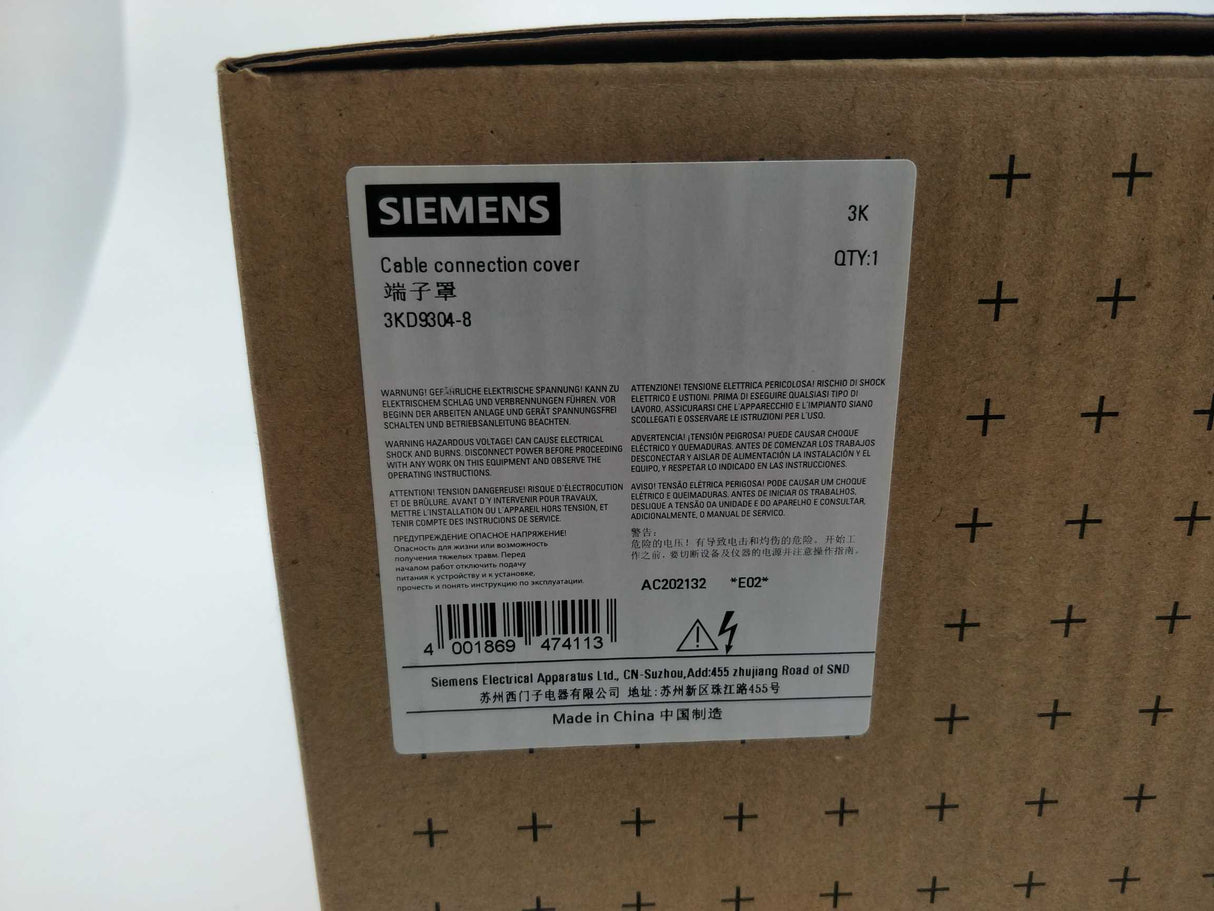 SIEMENS
3K
Cable connection cover
QTY:1
端子罩
3KD9304-8
WARNUNG! GEFÄHRLICHE ELEKTRISCHE SPANNUNG! KANN ZU
ELEKTRISCHEM SCHLAG UND VERBRENNUNGEN FÜHREN. VOR
BEGINN DER ARBEITEN ANLAGE UND GERÄT SPANNUNGSFREI
SCHALTEN UND BETRIEBSANLEITUNG BEACHTEN.
WARNING HAZARDOUS VOLTAGE! CAN CAUSE ELECTRICAL
SHOCK AND BURNS. DISCONNECT POWER BEFORE PROCEEDING
WITH ANY WORK ON THIS EQUIPMENT AND OBSERVE THE
OPERATING INSTRUCTIONS.
ATTENTION! TENSION DANGEREUSE! RISQUE D'ÉLECTROCUTION
ET DE BRÛLURE. AVANT D'Y INTERVENIR POUR TRAVAUX,
METTRE L'INSTALLATION OU L'APPAREIL HORS TENSION, ET
TENIR COMPTE DES INSTRUCIONS DE SERVICE.
ПРЕДУПРЕЖДЕНИЕ ОПАСНОЕ НАПРЯЖЕНИЕ!
Опасность для жизни или возможность
получения тяжелых травм. Перед
началом работ отключить подачу
питания к устройству и к установке,
прочесть и понять инструкцию по эксплуатации.
ATTENZIONE! TENSIONE ELETTRICA PERICOLOSA! RISCHIO DI SHOCK
ELETTRICO E USTIONI. PRIMA DI ESEGUIRE QUALSIASI TIPO DI
LAVORO, ASSICURARSI CHE L'APPARECCHIO E L'IMPIANTO SIANO
SCOLLEGATI E OSSERVARE LE ISTRUZIONI PER L'USO.
ADVERTENCIA! ¡TENSIÓN PEIGROSA! PUEDE CAUSAR CHOQUE
ELÉCTRICO Y QUEMADURAS. ANTES DE COMENZAR LOS TRABAJOS
DESCONECTAR Y AISLAR DE ALIMENTACIÓN LA INSTALACIÓN Y EL
EQUIPO, Y RESPETAR LO INDICADO EN LAS INSTRUCCIONES.
AVISO! TENSÃO ELÉTRICA PERIGOSA! PODE CAUSAR UM CHOQUE
ELÉTRICO E QUEIMADURAS. ANTES DE INICIAR OS TRABALHOS,
DESLIQUE A TENSÃO DA UNIDADE E DO APARELHO E CONSULTAR,
ADICIONALMENTE, O MANUAL DE SERVICO.
警告:
危险的电压! 有导致电击和灼伤的危险。开始工
作之前,要切断设备及仪器的电源并注意操作指南。
AC202132 *E02*
4 001869 474113
Siemens Electrical Apparatus Ltd., CN-Suzhou,Add:455 zhujiang Road of SND
苏州西门子电器有限公司 地址:苏州新区珠江路455号
Made in China 中国制造